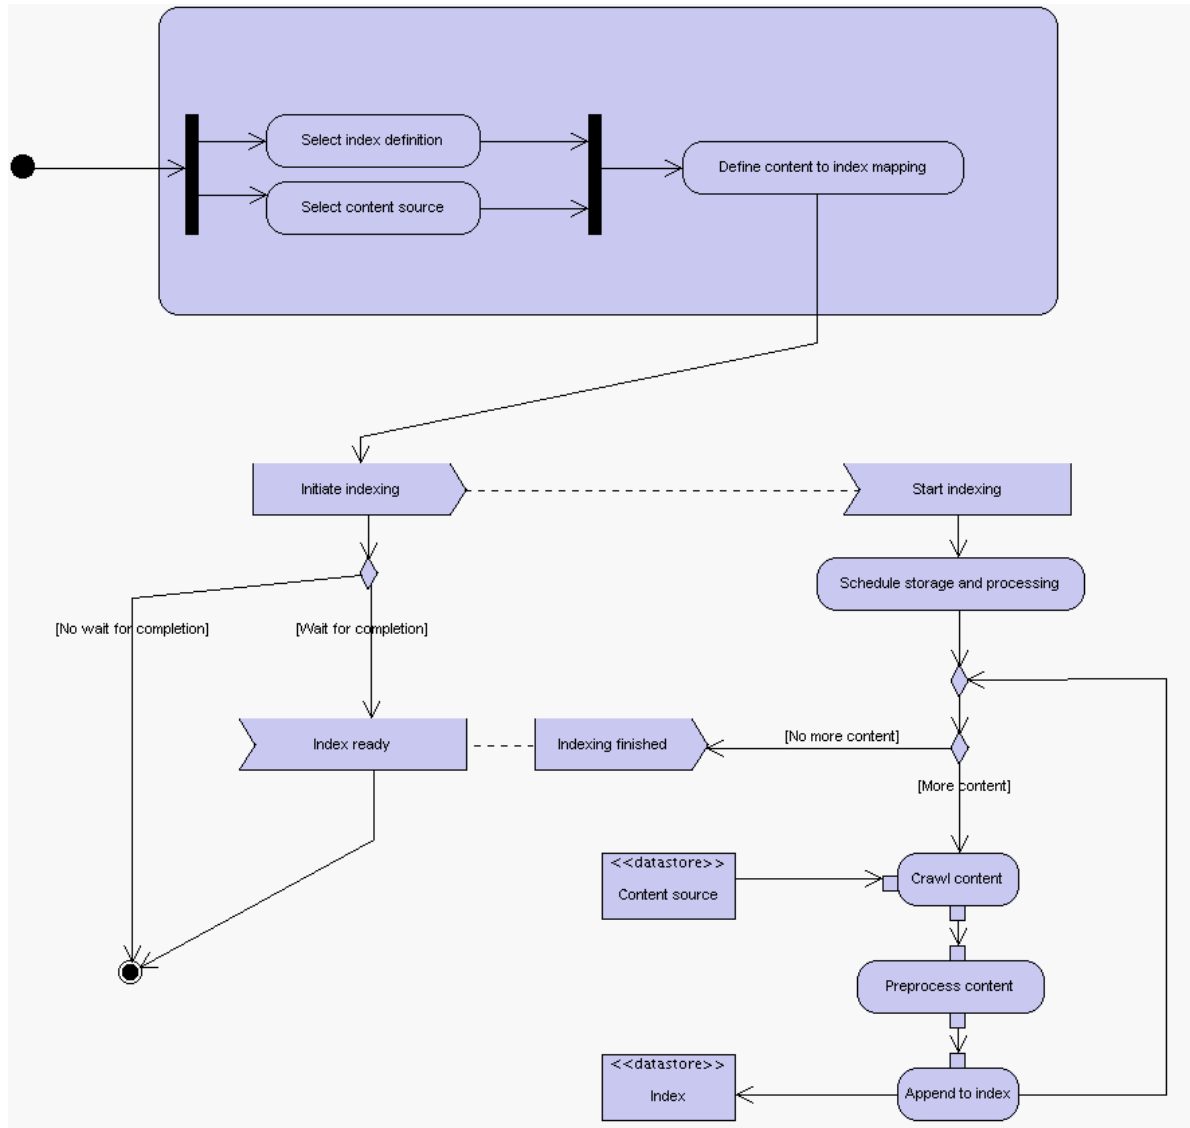 Select index definition
Define content to index mapping
Select content source
Initiate indexing
Start indexing
Schedule storage and processing
[No wait for completion]
[Wait for completion]
Index ready
Indexing finished
[No more content]
[More content]
<<datastore>>
Content source
Crawl content
Preprocess content
<<datastore>>
Index
Append to index